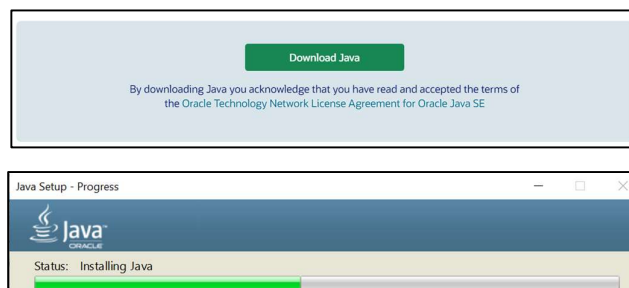 Download Java
By downloading Java you acknowledge that you have read and accepted the terms of
the Oracle Technology Network License Agreement for Oracle Java SE
Java Setup - Progress
Java™
ORACLE
Status: Installing Java